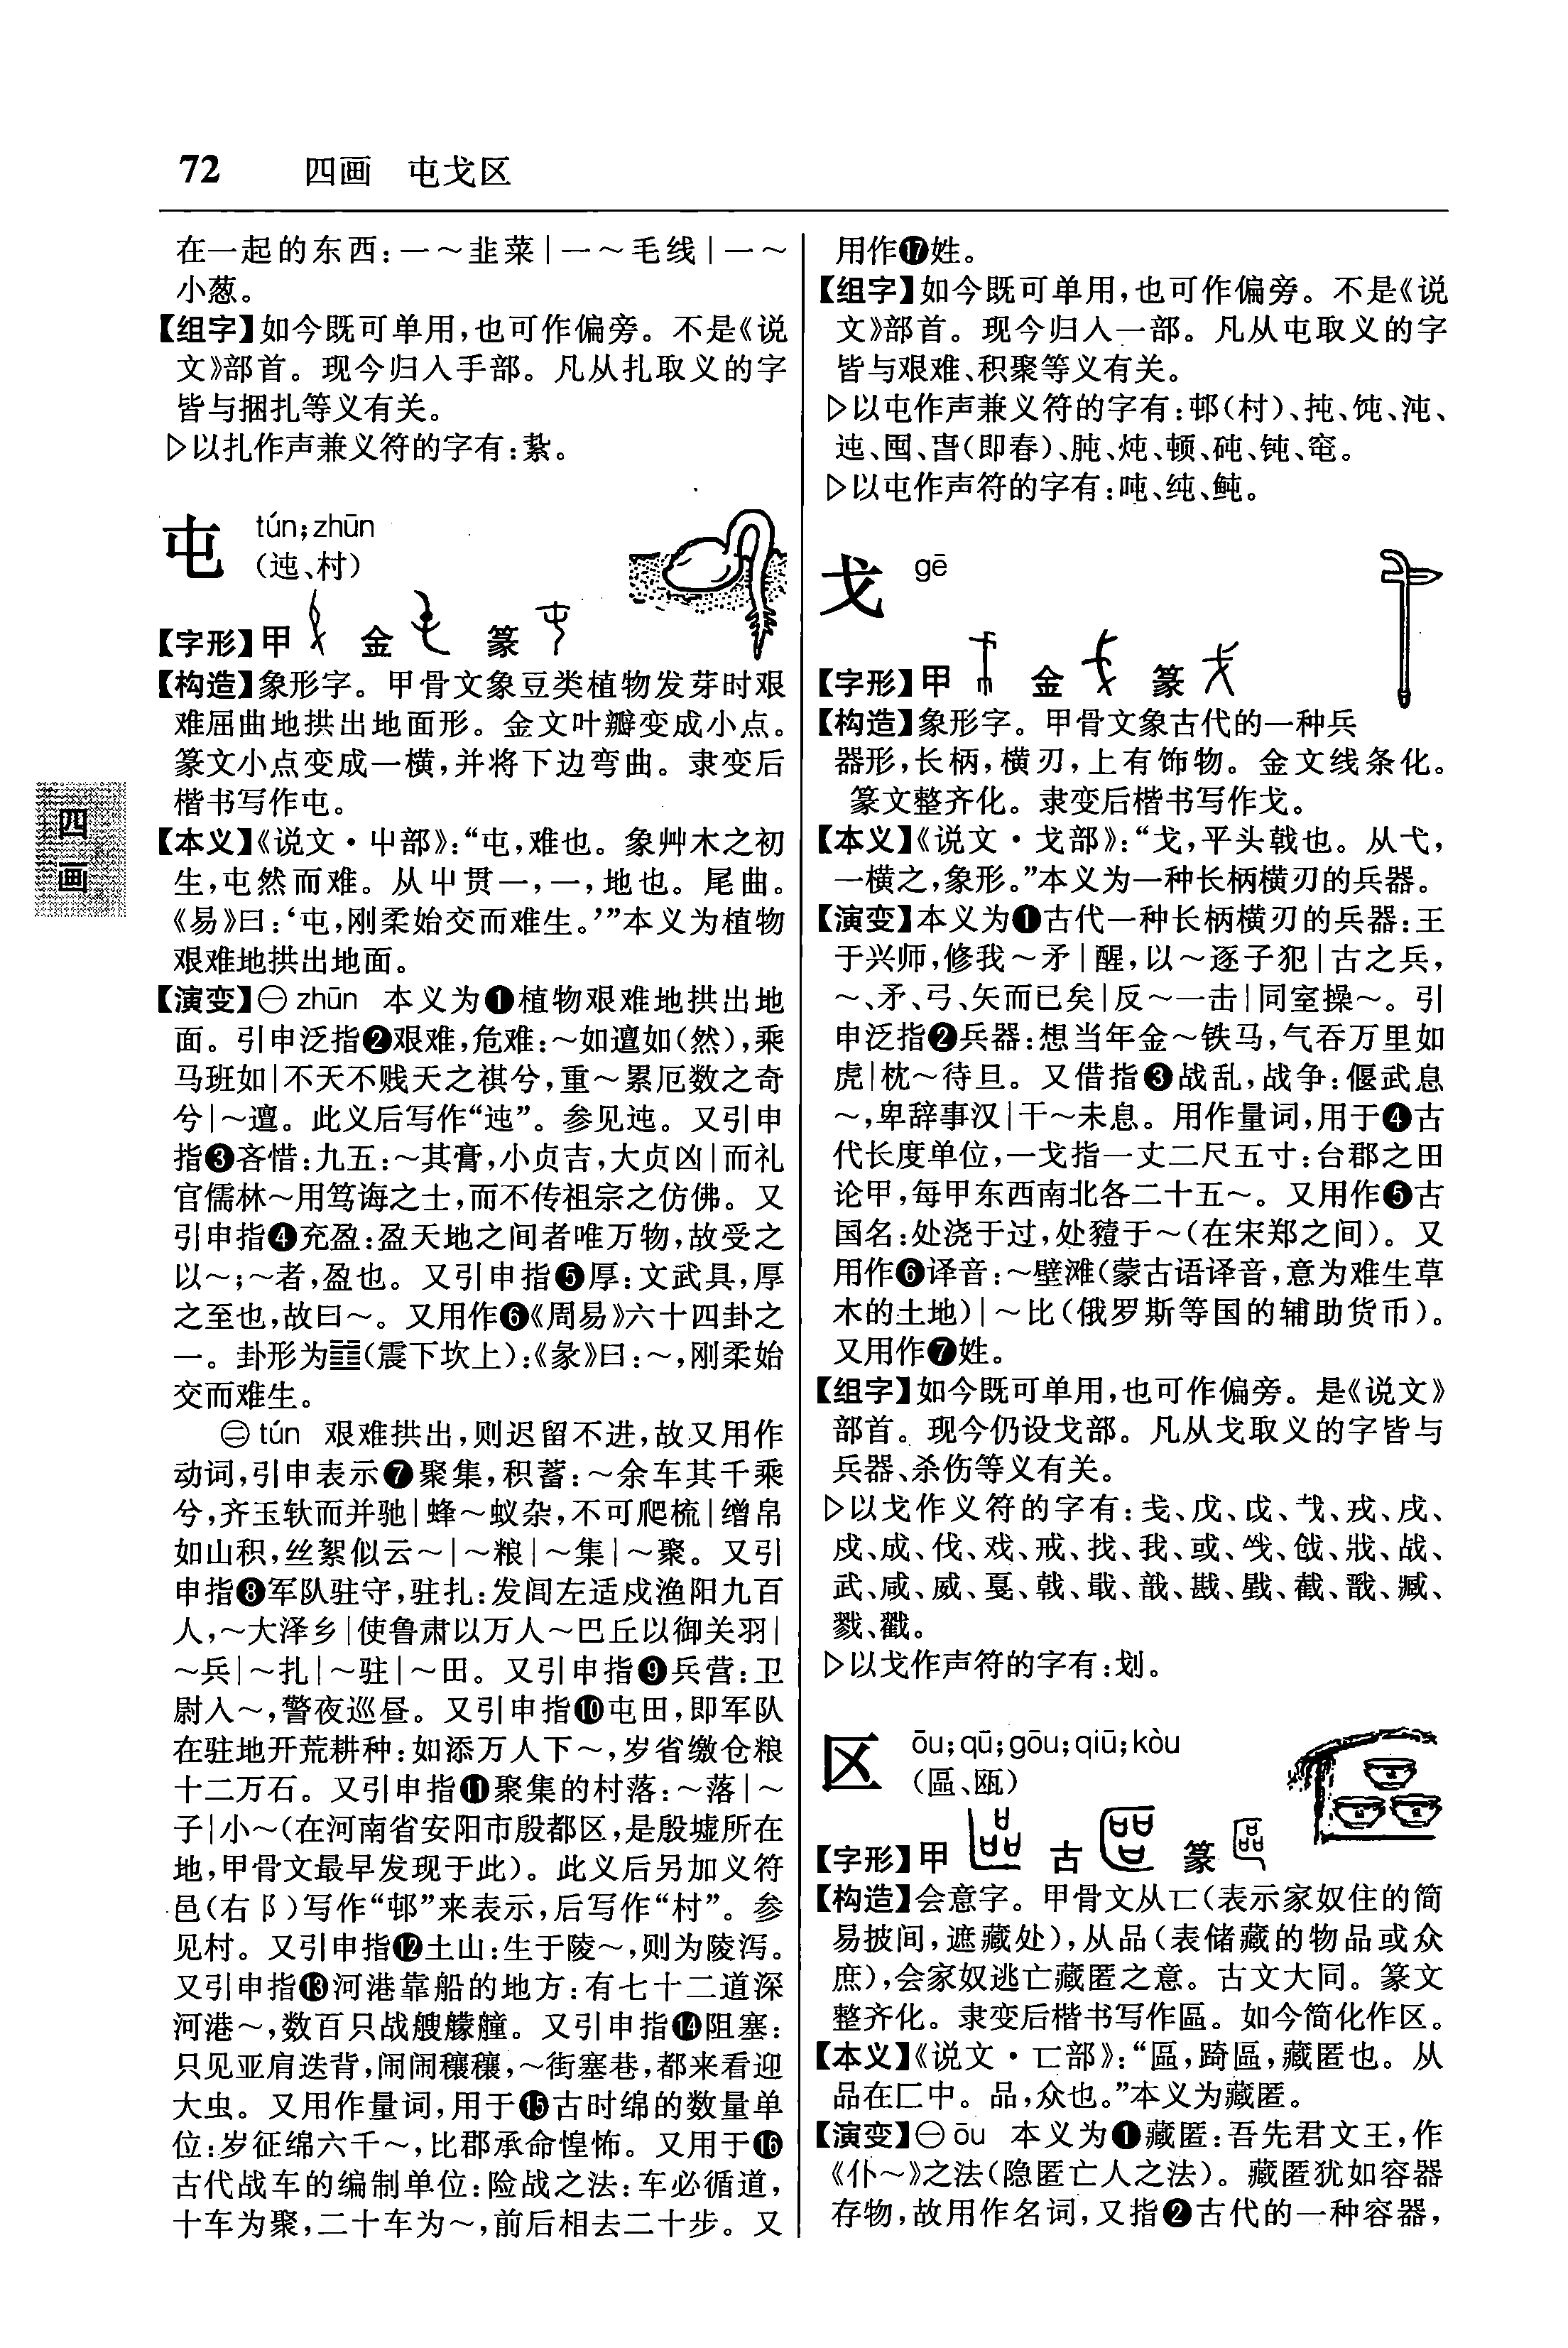 72 四画 屯戈区
在一起的东西:一～韭菜|一～毛线|一～
小葱。
【组字】如今既可单用,也可作偏旁。不是《说
文》部首。现今归入手部。凡从扎取义的字
皆与捆扎等义有关。
▷以扎作声兼义符的字有:紮。
屯 tún;zhūn
(迍、村)
【字形】甲 金 篆
【构造】象形字。甲骨文象豆类植物发芽时艰
难屈曲地拱出地面形。金文叶瓣变成小点。
篆文小点变成一横,并将下边弯曲。隶变后
楷书写作屯。
【本义】《说文·屮部》:“屯,难也。象艸木之初
生,屯然而难。从屮贯一,一,地也。尾曲。
《易》曰:‘屯,刚柔始交而难生。’”本义为植物
艰难地拱出地面。
【演变】㊀zhūn 本义为❶植物艰难地拱出地
面。引申泛指❷艰难,危难:～如邅如(然),乘
马班如|不夭不贱天之祺兮,重～累厄数之奇
兮|～邅。此义后写作“迍”。参见迍。又引申
指❸吝惜:九五:～其膏,小贞吉,大贞凶|而礼
官儒林～用笃诲之士,而不传祖宗之仿佛。又
引申指❹充盈:盈天地之间者唯万物,故受之
以～;～者,盈也。又引申指❺厚:文武具,厚
之至也,故曰～。又用作❻《周易》六十四卦之
一。卦形为䷂(震下坎上):《彖》曰:～,刚柔始
交而难生。
㊁tún 艰难拱出,则迟留不进,故又用作
动词,引申表示❼聚集,积蓄:～余车其千乘
兮,齐玉轪而并驰|蜂～蚁杂,不可爬梳|缯帛
如山积,丝絮似云～|～粮|～集|～聚。又引
申指❽军队驻守,驻扎:发闾左适戍渔阳九百
人,～大泽乡|使鲁肃以万人～巴丘以御关羽|
～兵|～扎|～驻|～田。又引申指❾兵营:卫
尉入～,警夜巡昼。又引申指❿屯田,即军队
在驻地开荒耕种:如添万人下～,岁省缴仓粮
十二万石。又引申指⓫聚集的村落:～落|～
子|小～(在河南省安阳市殷都区,是殷墟所在
地,甲骨文最早发现于此)。此义后另加义符
邑(右阝)写作“邨”来表示,后写作“村”。参
见村。又引申指⓬土山:生于陵～,则为陵舄。
又引申指⓭河港靠船的地方:有七十二道深
河港～,数百只战艘艨艟。又引申指⓮阻塞:
只见亚肩迭背,闹闹穰穰,～街塞巷,都来看迎
大虫。又用作量词,用于⓯古时绵的数量单
位:岁征绵六千～,比郡承命惶怖。又用于⓰
古代战车的编制单位:险战之法:车必循道,
十车为聚,二十车为～,前后相去二十步。又
用作⓱姓。
【组字】如今既可单用,也可作偏旁。不是《说
文》部首。现今归入一部。凡从屯取义的字
皆与艰难、积聚等义有关。
▷以屯作声兼义符的字有:邨(村)、扽、饨、沌、
迍、囤、旾(即春)、肫、炖、顿、砘、钝、窀。
▷以屯作声符的字有:吨、纯、鲀。
戈 gē
【字形】甲 金 篆
【构造】象形字。甲骨文象古代的一种兵
器形,长柄,横刃,上有饰物。金文线条化。
篆文整齐化。隶变后楷书写作戈。
【本义】《说文·戈部》:“戈,平头戟也。从弋,
一横之,象形。”本义为一种长柄横刃的兵器。
【演变】本义为❶古代一种长柄横刃的兵器:王
于兴师,修我～矛|醒,以～逐子犯|古之兵,
～、矛、弓、矢而已矣|反～一击|同室操～。引
申泛指❷兵器:想当年金～铁马,气吞万里如
虎|枕～待旦。又借指❸战乱,战争:偃武息
～,卑辞事汉|干～未息。用作量词,用于❹古
代长度单位,一戈指一丈二尺五寸:台郡之田
论甲,每甲东西南北各二十五～。又用作❺古
国名:处浇于过,处豷于～(在宋郑之间)。又
用作❻译音:～壁滩(蒙古语译音,意为难生草
木的土地)|～比(俄罗斯等国的辅助货币)。
又用作❼姓。
【组字】如今既可单用,也可作偏旁。是《说文》
部首。现今仍设戈部。凡从戈取义的字皆与
兵器、杀伤等义有关。
▷以戈作义符的字有:戋、戊、戉、𢦏、戎、戌、
戍、成、伐、戏、戒、找、我、或、戗、戕、战、
武、咸、威、戛、戟、戢、戠、戡、戬、截、戮、臧、
戮、戳。
▷以戈作声符的字有:划。
区 ōu;qū;gōu;qiū;kòu
(區、瓯)
【字形】甲 古 篆
【构造】会意字。甲骨文从匸(表示家奴住的简
易披间,遮藏处),从品(表储藏的物品或众
庶),会家奴逃亡藏匿之意。古文大同。篆文
整齐化。隶变后楷书写作區。如今简化作区。
【本义】《说文·匸部》:“區,踦區,藏匿也。从
品在匚中。品,众也。”本义为藏匿。
【演变】㊀ōu 本义为❶藏匿:吾先君文王,作
《仆～》之法(隐匿亡人之法)。藏匿犹如容器
存物,故用作名词,又指❷古代的一种容器,
四
画